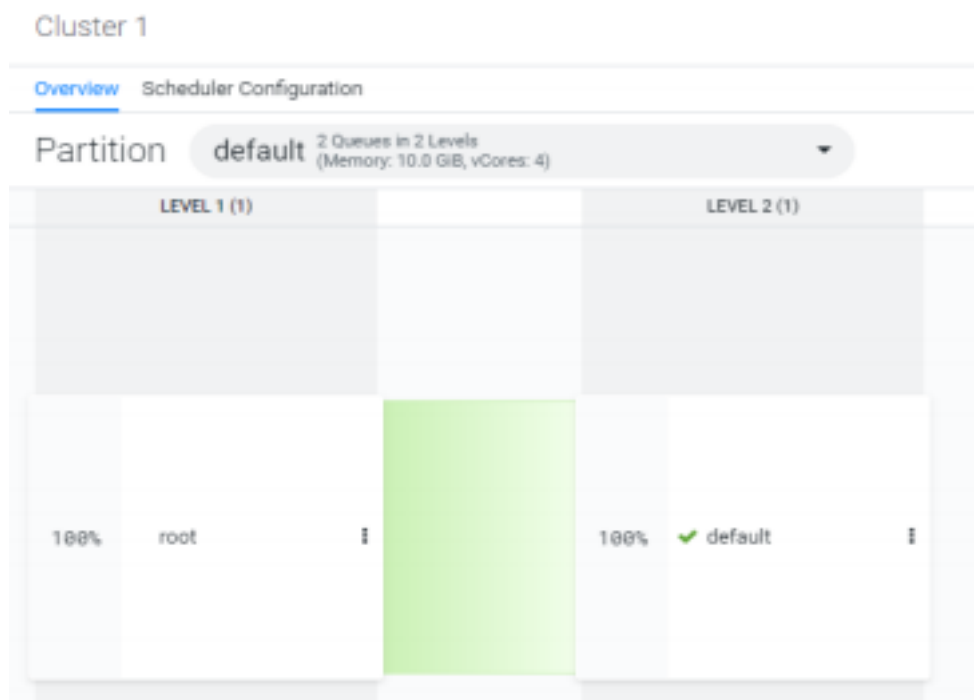 Cluster 1
Overview Scheduler Configuration
Partition default 2 Queues in 2 Levels
(Memory: 10.0 GiB, vCores: 4)
LEVEL 1 (1) LEVEL 2 (1)
100% root 100% default